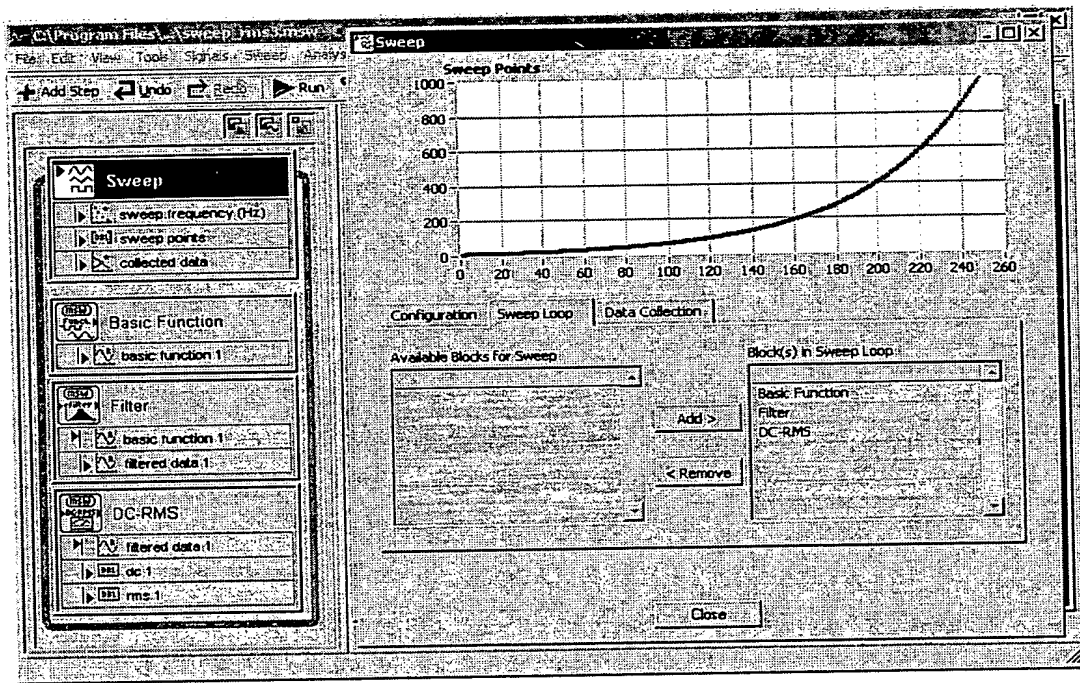 C:\Program Files\...\sweep_rms3.msw
File Edit View Tools Signals Sweep Analys
Add Step Undo Redo Run
Sweep
sweep frequency (Hz)
sweep points
collected data
Basic Function
basic function 1
Filter
basic function 1
filtered data 1
DC-RMS
filtered data 1
dc 1
rms 1
Sweep
Sweep Points
1000
800
600
400
200
0
0 20 40 60 80 100 120 140 160 180 200 220 240 260
Configuration Sweep Loop Data Collection
Available Blocks for Sweep
Block(s) in Sweep Loop
Basic Function
Filter
DC-RMS
Add >
< Remove
Close